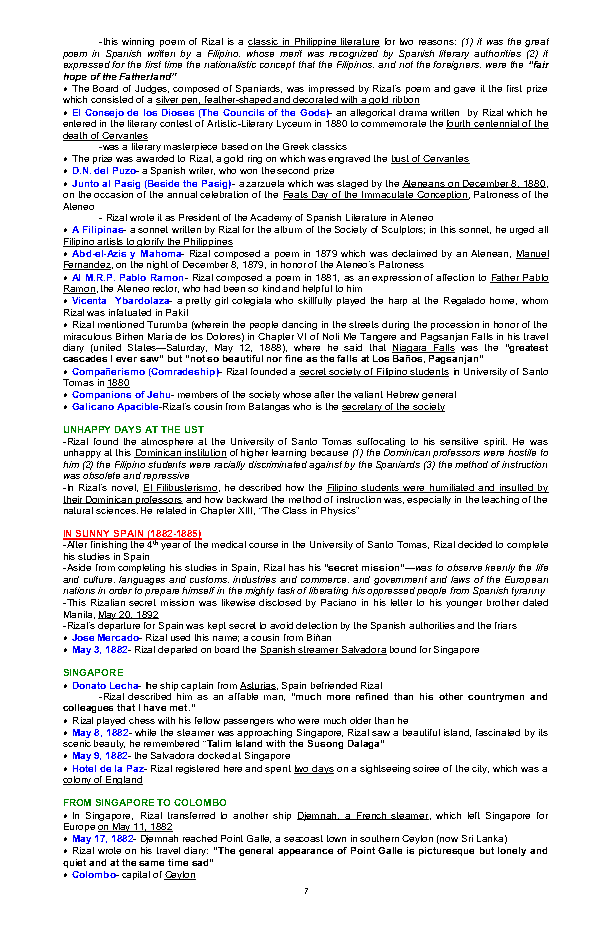 -this winning poem of Rizal is a classic in Philippine literature for two reasons: (1) it was the great
poem in Spanish written by a Filipino, whose merit was recognized by Spanish literary authorities (2) it
expressed for the first time the nationalistic concept that the Filipinos, and not the foreigners, were the "fair
hope of the Fatherland"
• The Board of Judges, composed of Spaniards, was impressed by Rizal's poem and gave it the first prize
which consisted of a silver pen, feather-shaped and decorated with a gold ribbon
• El Consejo de los Dioses (The Councils of the Gods)- an allegorical drama written by Rizal which he
entered in the literary contest of Artistic-Literary Lyceum in 1880 to commemorate the fourth centennial of the
death of Cervantes
-was a literary masterpiece based on the Greek classics
• The prize was awarded to Rizal, a gold ring on which was engraved the bust of Cervantes
• D.N. del Puzo- a Spanish writer, who won the second prize
• Junto al Pasig (Beside the Pasig)- a zarzuela which was staged by the Ateneans on December 8, 1880,
on the occasion of the annual celebration of the Feats Day of the Immaculate Conception, Patroness of the
Ateneo
- Rizal wrote it as President of the Academy of Spanish Literature in Ateneo
• A Filipinas- a sonnet written by Rizal for the album of the Society of Sculptors; in this sonnet, he urged all
Filipino artists to glorify the Philippines
• Abd-el-Azis y Mahoma- Rizal composed a poem in 1879 which was declaimed by an Atenean, Manuel
Fernandez, on the night of December 8, 1879, in honor of the Ateneo's Patroness
• Al M.R.P. Pablo Ramon- Rizal composed a poem in 1881, as an expression of affection to Father Pablo
Ramon, the Ateneo rector, who had been so kind and helpful to him
• Vicenta Ybardolaza- a pretty girl colegiala who skillfully played the harp at the Regalado home, whom
Rizal was infatuated in Pakil
• Rizal mentioned Turumba (wherein the people dancing in the streets during the procession in honor of the
miraculous Birhen Maria de los Dolores) in Chapter VI of Noli Me Tangere and Pagsanjan Falls in his travel
diary (united States—Saturday, May 12, 1888), where he said that Niagara Falls was the "greatest
cascades I ever saw" but "not so beautiful nor fine as the falls at Los Baños, Pagsanjan"
• Compañerismo (Comradeship)- Rizal founded a secret society of Filipino students in University of Santo
Tomas in 1880
• Companions of Jehu- members of the society whose after the valiant Hebrew general
• Galicano Apacible-Rizal's cousin from Batangas who is the secretary of the society
UNHAPPY DAYS AT THE UST
-Rizal found the atmosphere at the University of Santo Tomas suffocating to his sensitive spirit. He was
unhappy at this Dominican institution of higher learning because (1) the Dominican professors were hostile to
him (2) the Filipino students were racially discriminated against by the Spaniards (3) the method of instruction
was obsolete and repressive
-In Rizal's novel, El Filibusterismo, he described how the Filipino students were humiliated and insulted by
their Dominican professors and how backward the method of instruction was, especially in the teaching of the
natural sciences. He related in Chapter XIII, "The Class in Physics"
IN SUNNY SPAIN (1882-1885)
-After finishing the 4th year of the medical course in the University of Santo Tomas, Rizal decided to complete
his studies in Spain
-Aside from completing his studies in Spain, Rizal has his "secret mission"—was to observe keenly the life
and culture, languages and customs, industries and commerce, and government and laws of the European
nations in order to prepare himself in the mighty task of liberating his oppressed people from Spanish tyranny
-This Rizalian secret mission was likewise disclosed by Paciano in his letter to his younger brother dated
Manila, May 20, 1892
-Rizal's departure for Spain was kept secret to avoid detection by the Spanish authorities and the friars
• Jose Mercado- Rizal used this name; a cousin from Biñan
• May 3, 1882- Rizal departed on board the Spanish streamer Salvadora bound for Singapore
SINGAPORE
• Donato Lecha- the ship captain from Asturias, Spain befriended Rizal
-Rizal described him as an affable man, "much more refined than his other countrymen and
colleagues that I have met."
• Rizal played chess with his fellow passengers who were much older than he
• May 8, 1882- while the steamer was approaching Singapore, Rizal saw a beautiful island, fascinated by its
scenic beauty, he remembered "Talim Island with the Susong Dalaga"
• May 9, 1882- the Salvadora docked at Singapore
• Hotel de la Paz- Rizal registered here and spent two days on a sightseeing soiree of the city, which was a
colony of England
FROM SINGAPORE TO COLOMBO
• In Singapore, Rizal transferred to another ship Djemnah, a French steamer, which left Singapore for
Europe on May 11, 1882
• May 17, 1882- Djemnah reached Point Galle, a seacoast town in southern Ceylon (now Sri Lanka)
• Rizal wrote on his travel diary: "The general appearance of Point Galle is picturesque but lonely and
quiet and at the same time sad"
• Colombo- capital of Ceylon
7